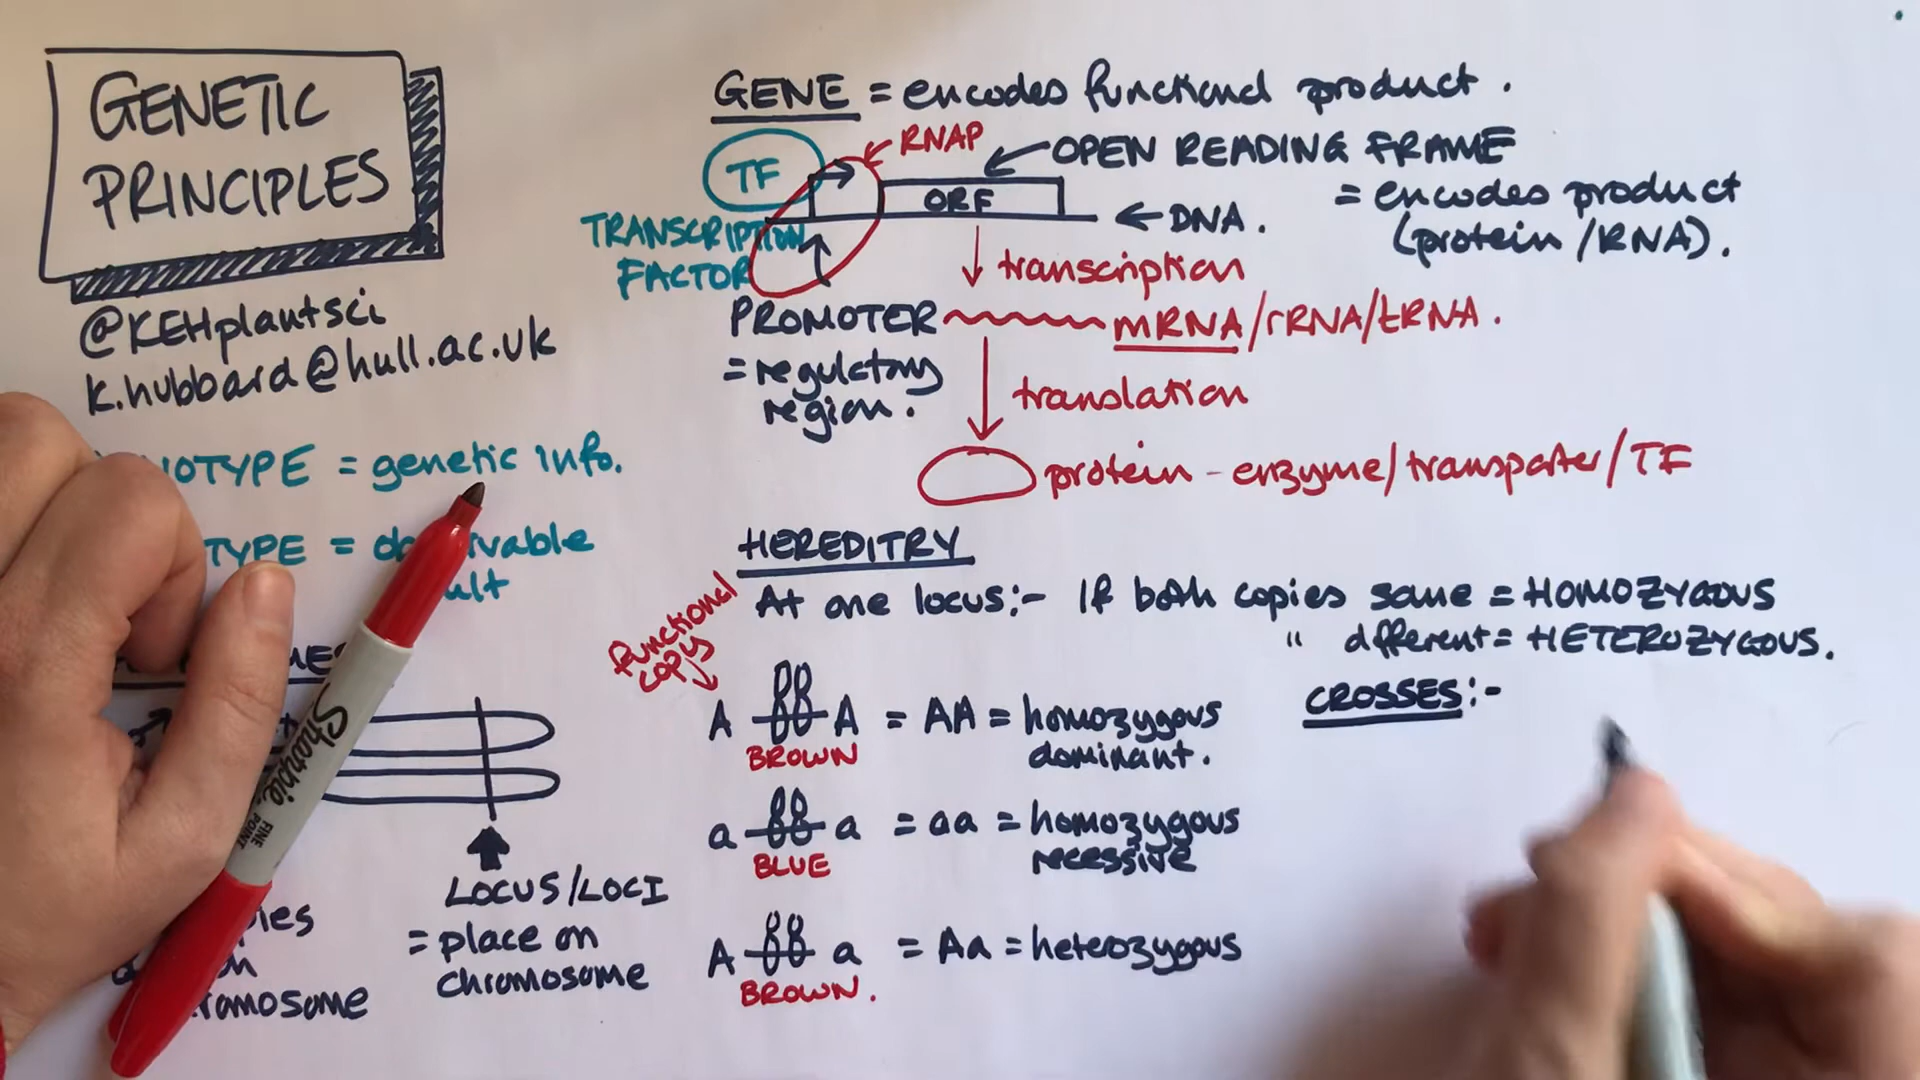 GENETIC
PRINCIPLES
@KEHplantsci
k.hubbard@hull.ac.uk
OTYPE = genetic info.
TYPE =
LOCUS/LOCI
= place on
chromosome
GENE = encodes functional product.
TF
RNAP
OPEN READING FRAME
= encodes product
(protein/RNA).
ORF
DNA.
TRANSCRIPTION
FACTOR
transcription
PROMOTER
= regulatory
region.
mRNA/rRNA/tRNA.
translation
protein - enzyme/transporter/TF
HEREDITRY
At one locus:- If both copies same = HOMOZYGOUS
" different = HETEROZYGOUS.
functional
copy
A A = AA = homozygous
dominant.
BROWN
a a = aa = homozygous
recessive
BLUE
A a = Aa = heterozygous
BROWN.
CROSSES:-
Sharpie
FINE
POINT